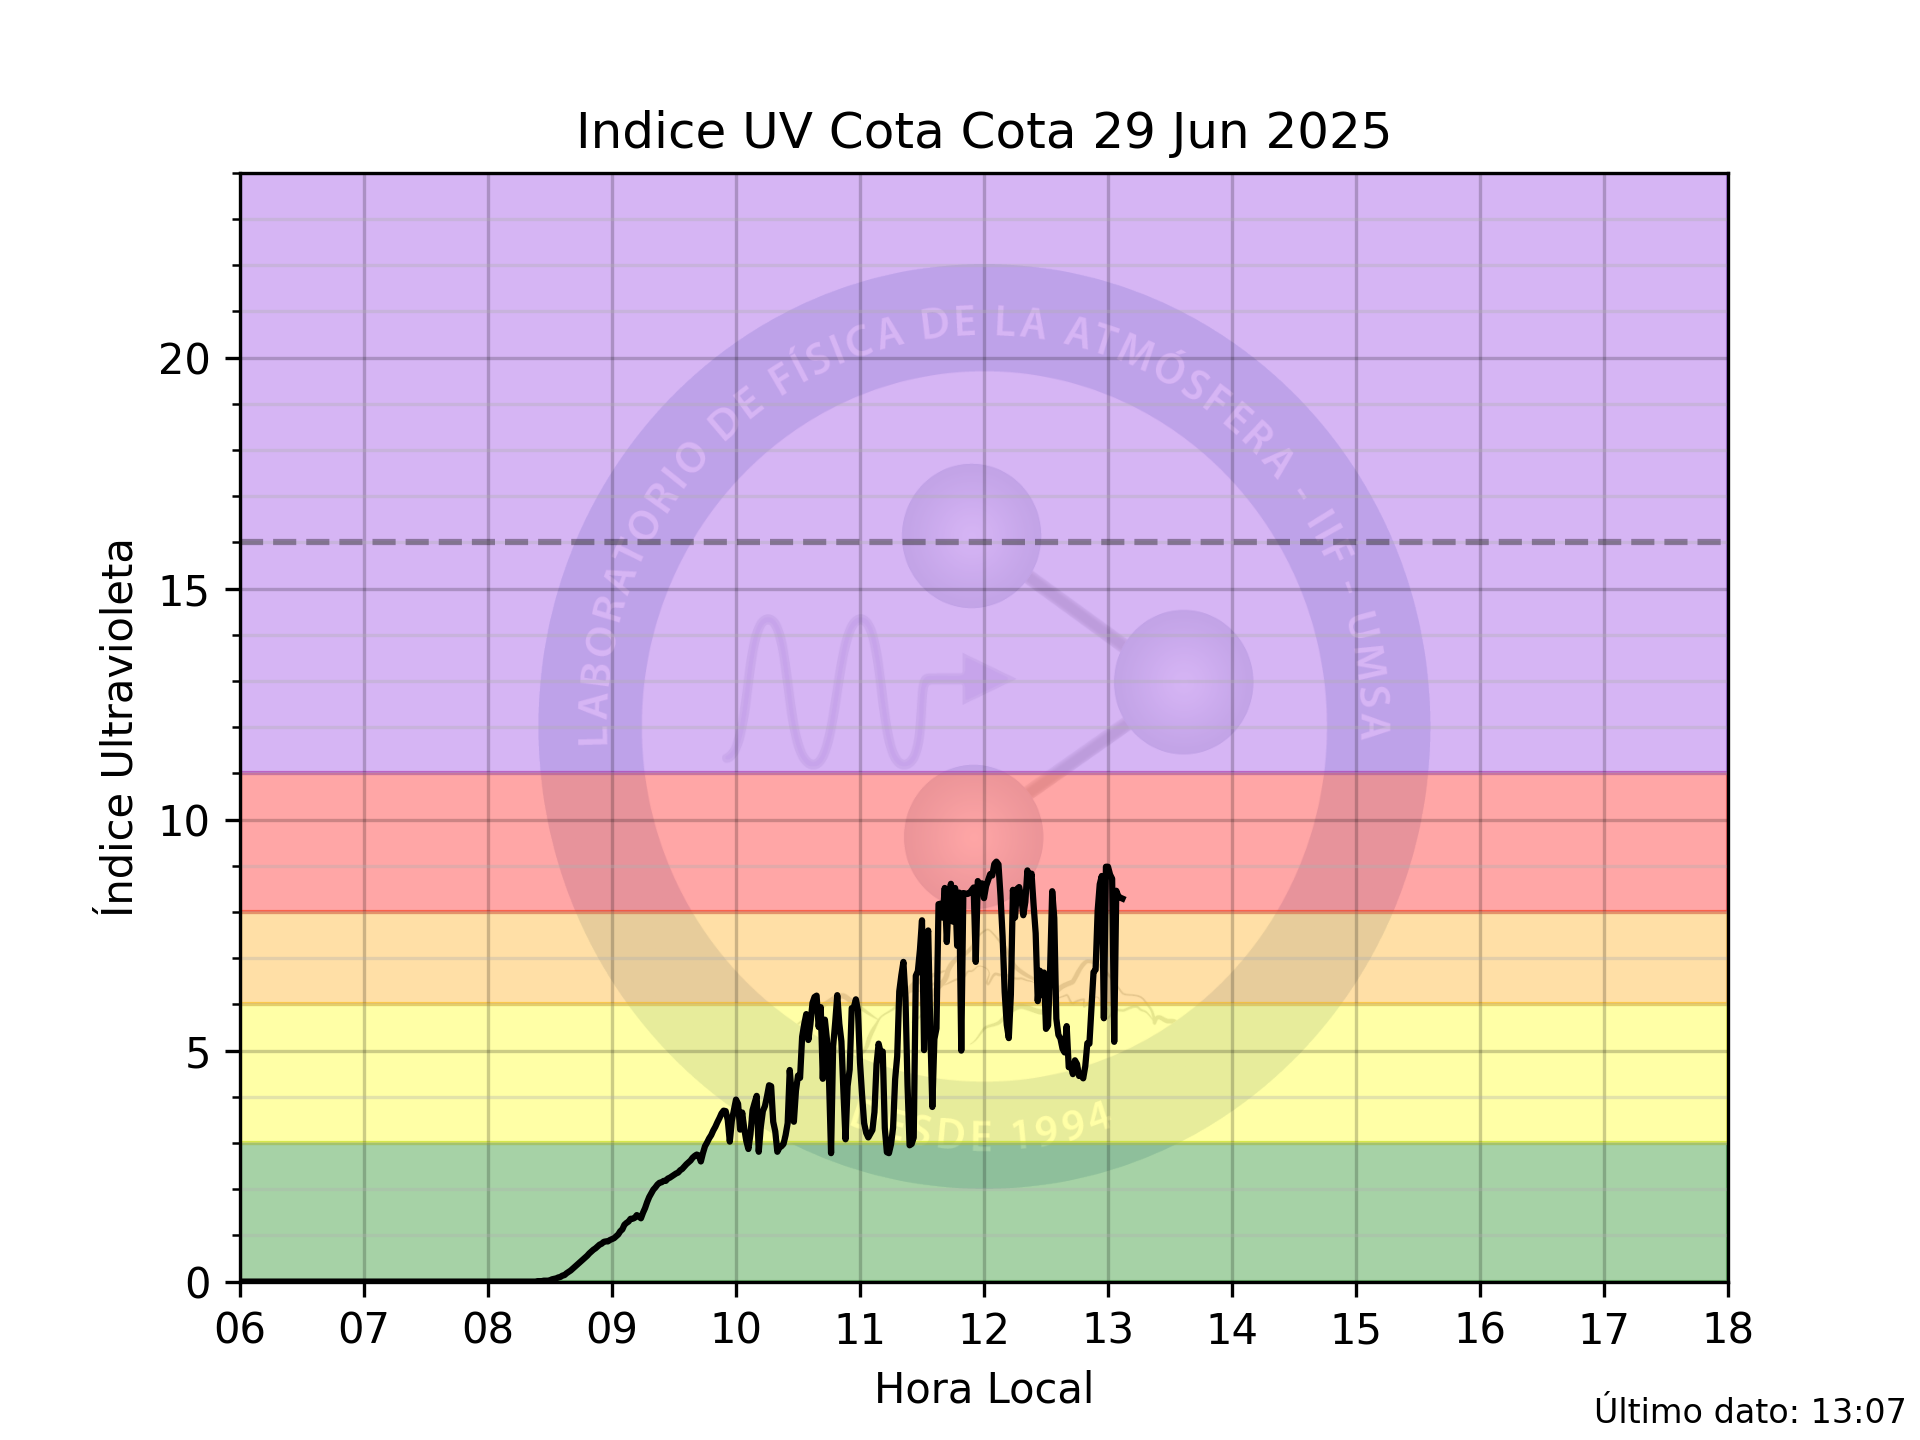 Indice UV Cota Cota 29 Jun 2025
Índice Ultravioleta
20
15
10
5
0
LABORATORIO DE FÍSICA DE LA ATMÓSFERA - IIF - UMSA
DESDE 1994
06 07 08 09 10 11 12 13 14 15 16 17 18
Hora Local
Último dato: 13:07